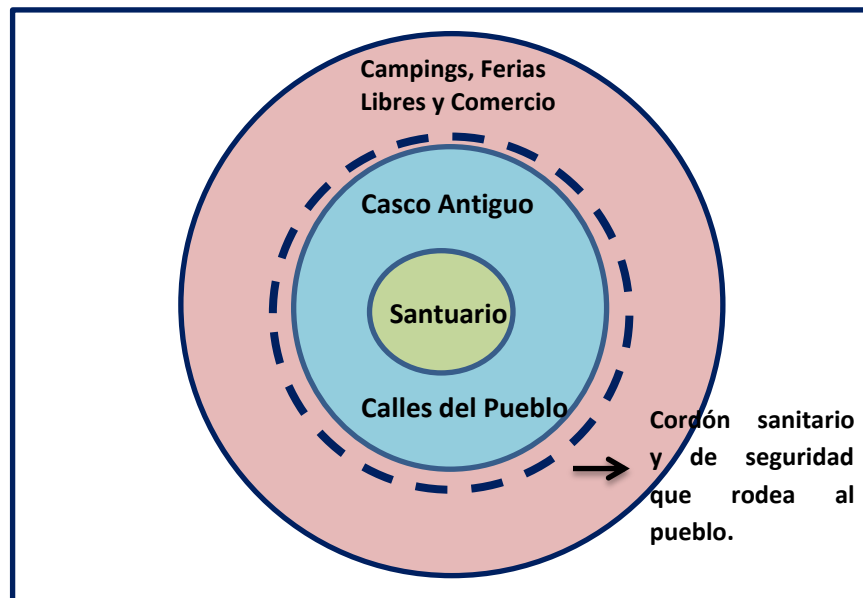 Campings, Ferias
Libres y Comercio
Casco Antiguo
Santuario
Calles del Pueblo
Cordón sanitario
y de seguridad
que rodea al
pueblo.